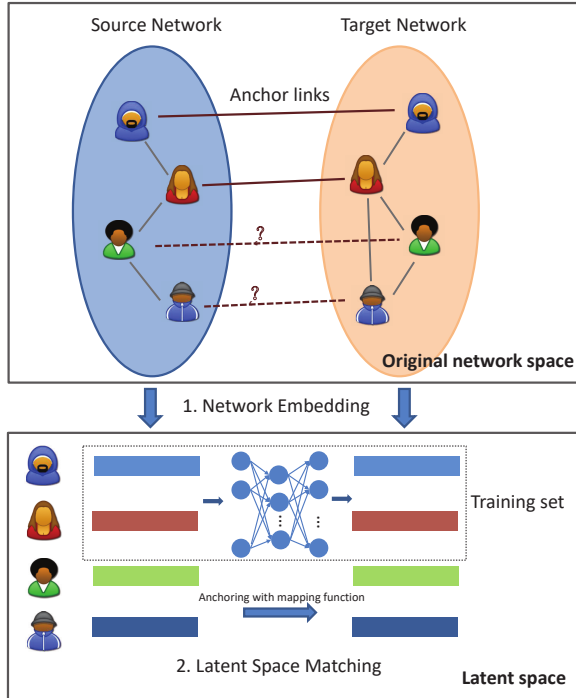 Source Network
Target Network
Anchor links
?
?
Original network space
1. Network Embedding
Training set
Anchoring with mapping function
2. Latent Space Matching
Latent space